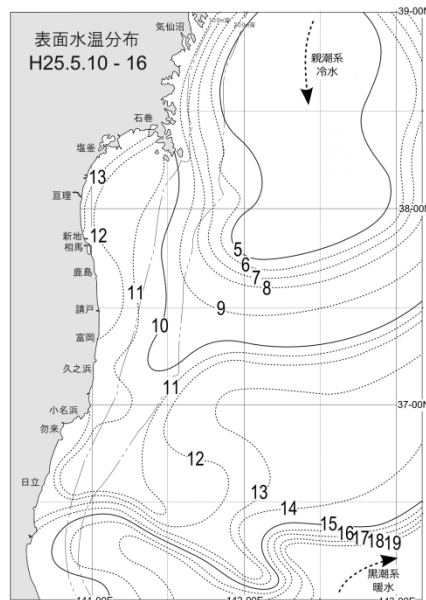 表面水温分布
H25.5.10 - 16
気仙沼
39-00N
親潮系
冷水
石巻
塩釜
13
亘理
38-00N
新地
12
相馬
5
6
7
8
鹿島
11
請戸
9
10
富岡
久之浜
11
37-00N
小名浜
勿来
12
日立
13
14
15
16
17
18
19
黒潮系
暖水